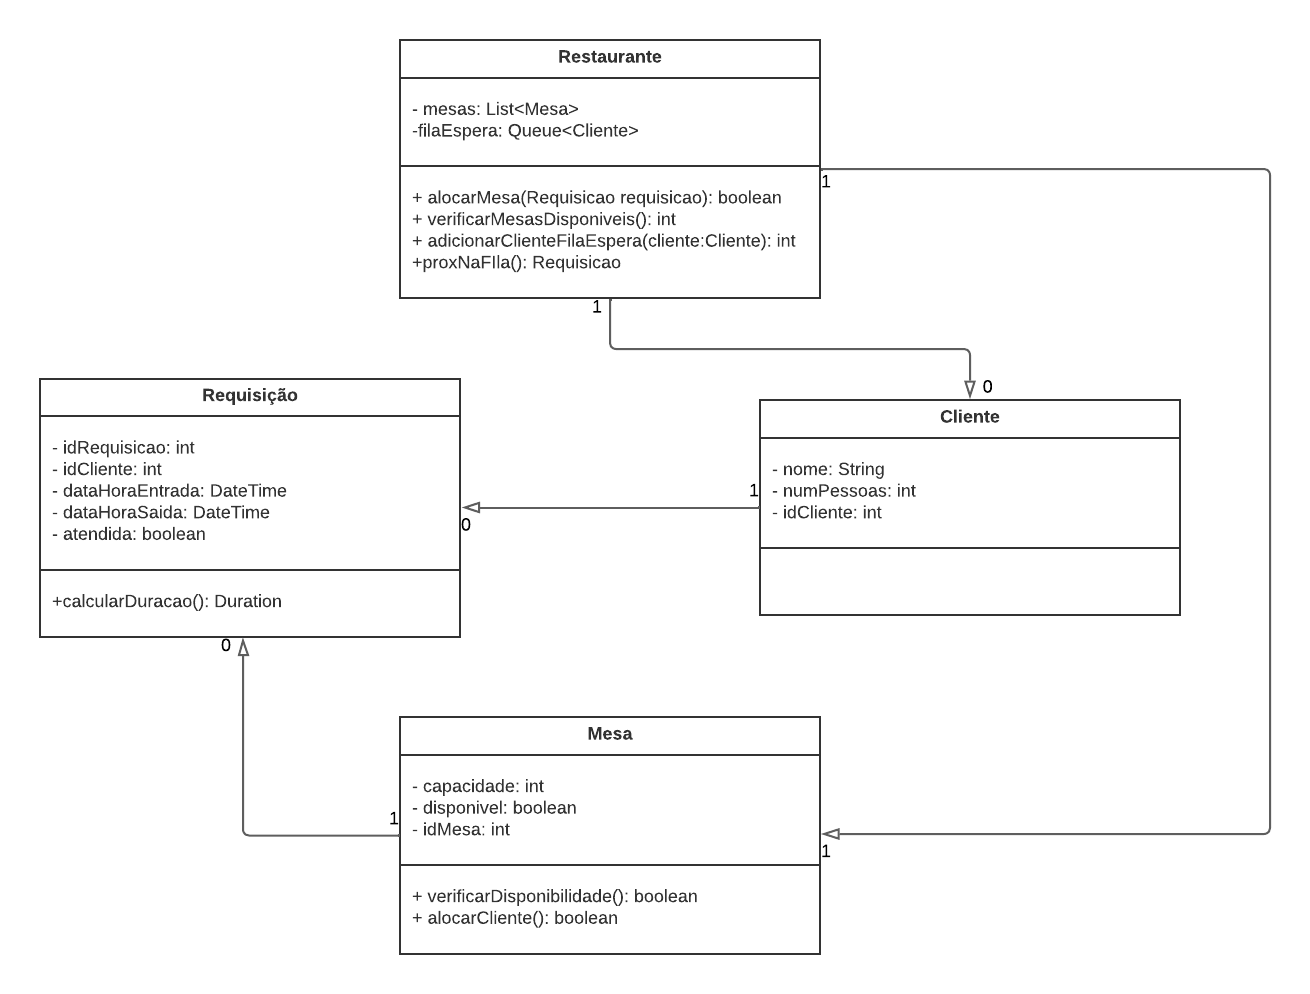 Restaurante
- mesas: List<Mesa>
-filaEspera: Queue<Cliente>
+ alocarMesa(Requisicao requisicao): boolean
+ verificarMesasDisponiveis(): int
+ adicionarClienteFilaEspera(cliente:Cliente): int
+proxNaFIla(): Requisicao
1
1
0
Requisição
- idRequisicao: int
- idCliente: int
- dataHoraEntrada: DateTime
- dataHoraSaida: DateTime
- atendida: boolean
+calcularDuracao(): Duration
0
0
Cliente
- nome: String
- numPessoas: int
- idCliente: int
1
Mesa
- capacidade: int
- disponivel: boolean
- idMesa: int
+ verificarDisponibilidade(): boolean
+ alocarCliente(): boolean
1
1